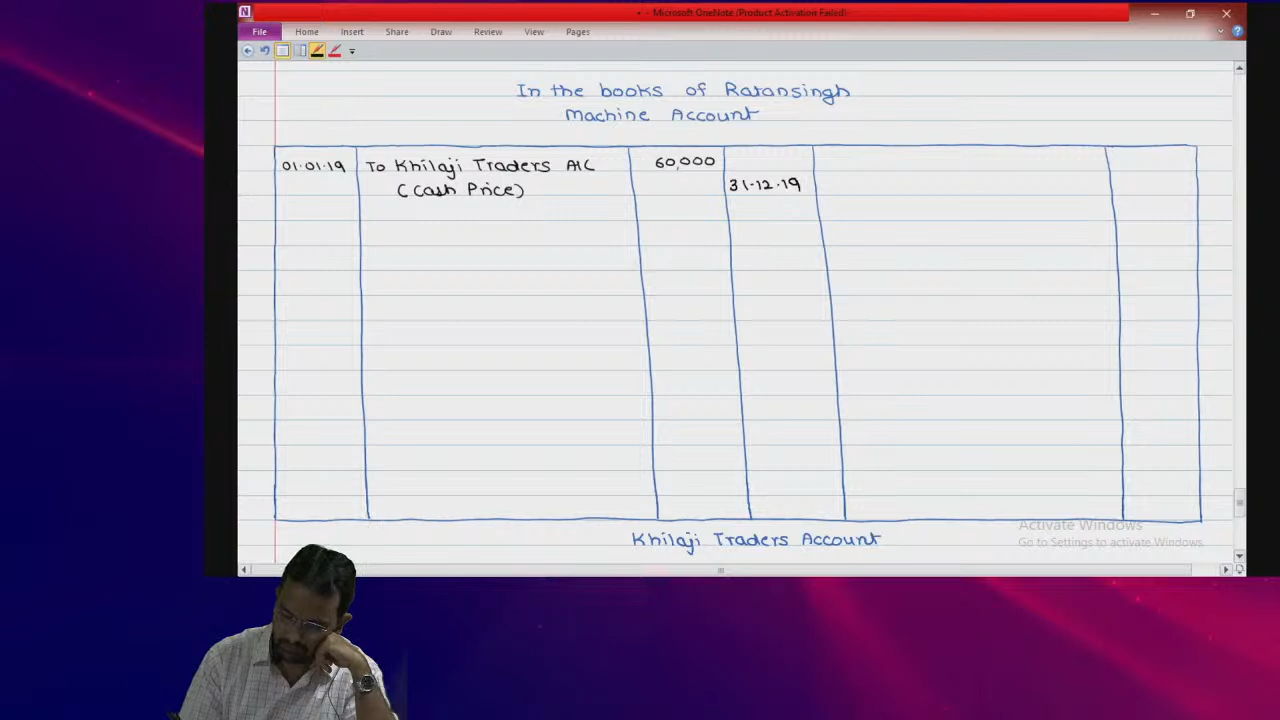 Microsoft OneNote (Product Activation Failed)
File Home Insert Share Draw Review View Pages
In the books of Ratansingh
Machine Account
01.01.19 To Khilaji Traders A/C 60,000
(Cash Price) 31.12.19
Khilaji Traders Account
Activate Windows
Go to Settings to activate Windows.